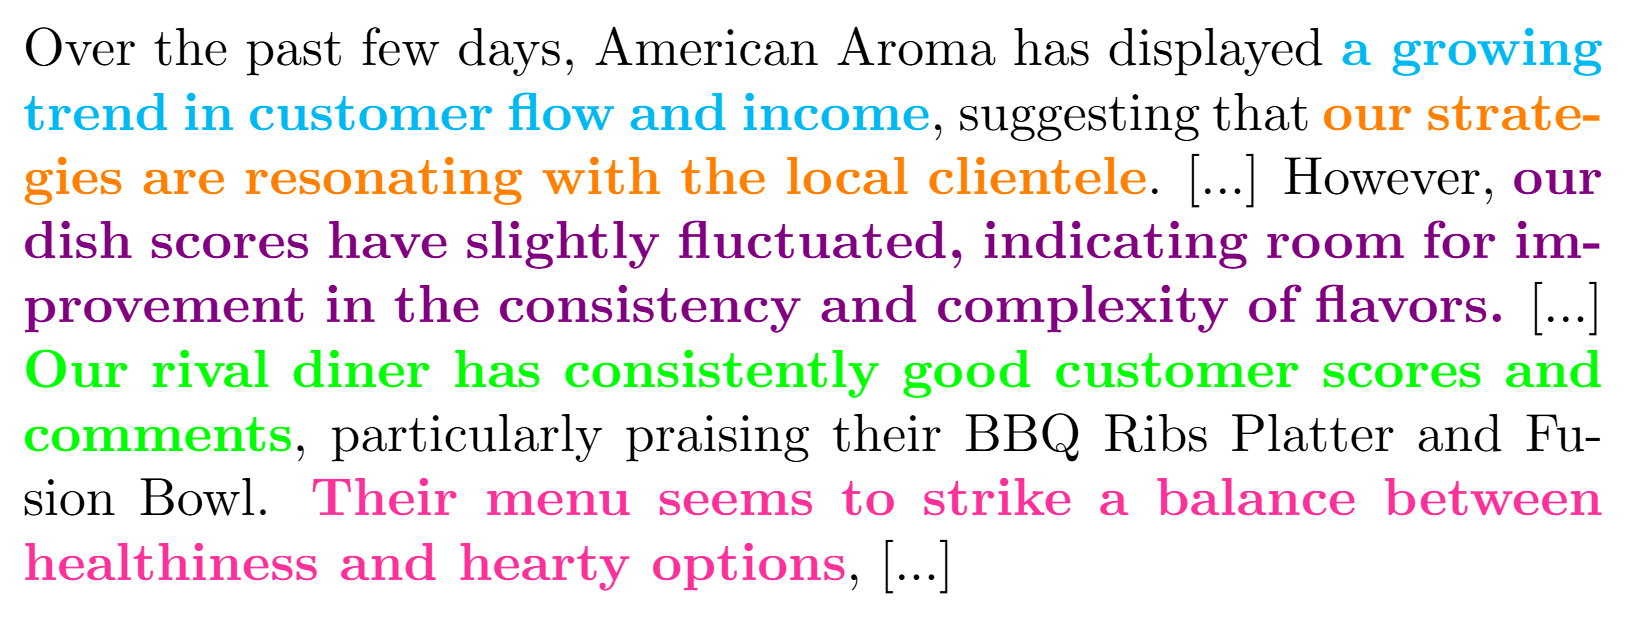 Over the past few days, American Aroma has displayed a growing
trend in customer flow and income, suggesting that our strate-
gies are resonating with the local clientele. [...] However, our
dish scores have slightly fluctuated, indicating room for im-
provement in the consistency and complexity of flavors. [...]
Our rival diner has consistently good customer scores and
comments, particularly praising their BBQ Ribs Platter and Fu-
sion Bowl. Their menu seems to strike a balance between
healthiness and hearty options, [...]